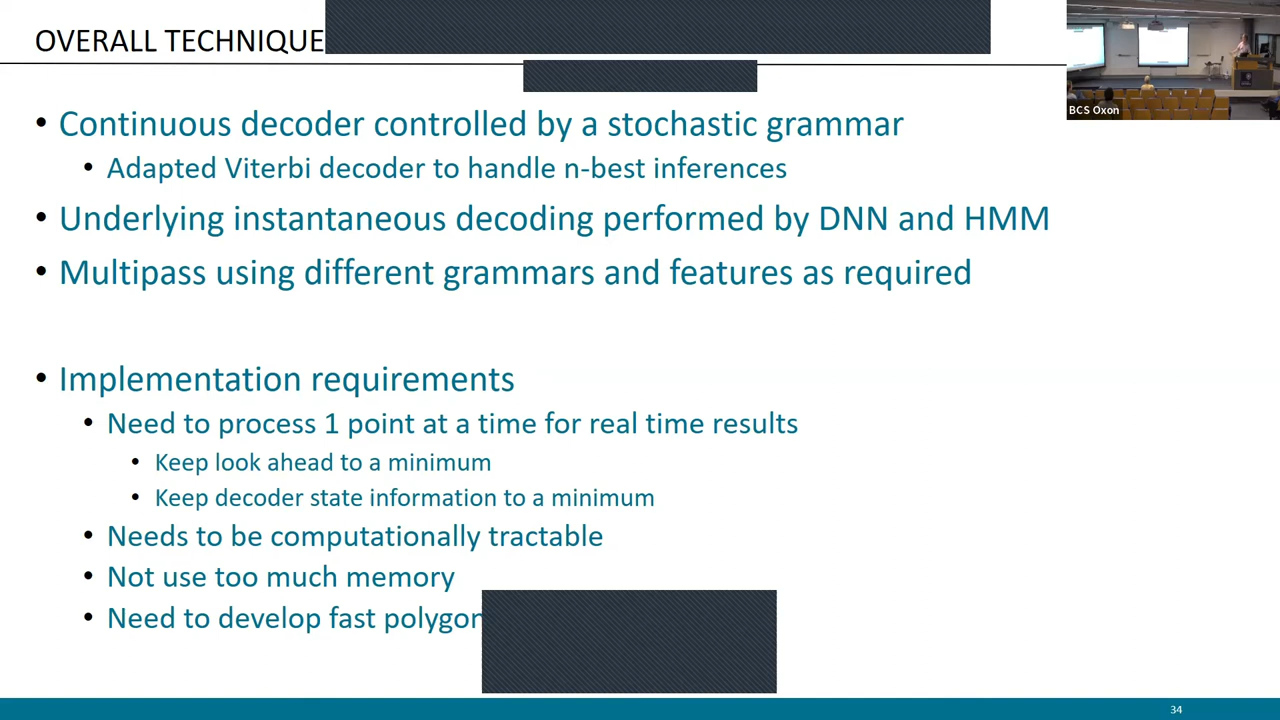 OVERALL TECHNIQUE
BCS Oxon
• Continuous decoder controlled by a stochastic grammar
• Adapted Viterbi decoder to handle n-best inferences
• Underlying instantaneous decoding performed by DNN and HMM
• Multipass using different grammars and features as required
• Implementation requirements
• Need to process 1 point at a time for real time results
• Keep look ahead to a minimum
• Keep decoder state information to a minimum
• Needs to be computationally tractable
• Not use too much memory
• Need to develop fast polygon
34